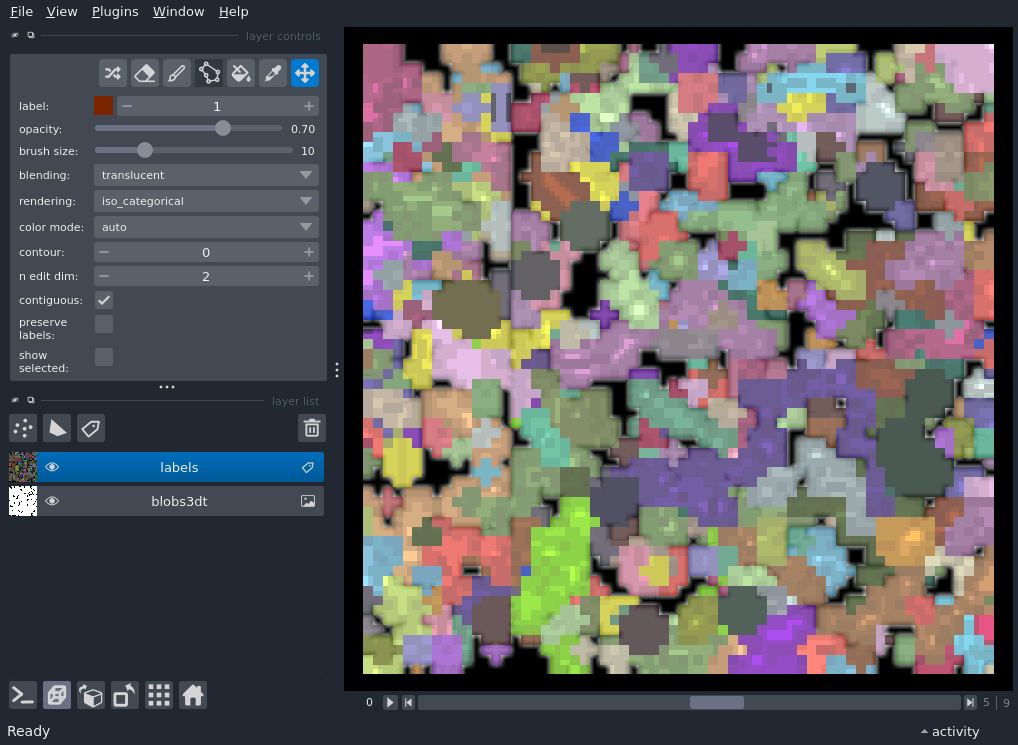 File View Plugins Window Help
layer controls
label: 1
opacity: 0.70
brush size: 10
blending: translucent
rendering: iso_categorical
color mode: auto
contour: 0
n edit dim: 2
contiguous:
preserve
labels:
show
selected:
layer list
labels
blobs3dt
0 5 9
Ready activity